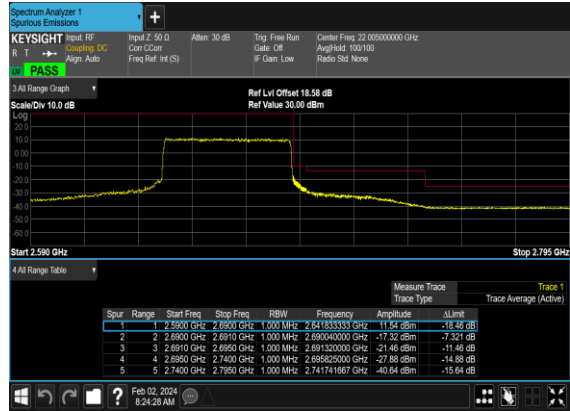 Spectrum Analyzer 1
Spurious Emissions
KEYSIGHT Input: RF Input Z: 50 Ω Atten: 30 dB Trig: Free Run Center Freq: 22.005000000 GHz
R T Coupling: DC Corr CCorr Gate: Off Avg|Hold: 100/100
Align: Auto Freq Ref: Int (S) IF Gain: Low Radio Std: None
PASS
3 All Range Graph
Ref Lvl Offset 18.58 dB
Scale/Div 10.0 dB Ref Value 30.00 dBm
Log
20.0
10.0
0.00
-10.0
-20.0
-30.0
-40.0
-50.0
-60.0
Start 2.590 GHz Stop 2.795 GHz
4 All Range Table
Measure Trace Trace 1
Trace Type Trace Average (Active)
Spur Range Start Freq Stop Freq RBW Frequency Amplitude ΔLimit
1 1 2.5900 GHz 2.6900 GHz 1.000 MHz 2.641833333 GHz 11.54 dBm -18.46 dB
2 2 2.6900 GHz 2.6910 GHz 1.000 MHz 2.690040000 GHz -17.32 dBm -7.321 dB
3 3 2.6910 GHz 2.6950 GHz 1.000 MHz 2.691320000 GHz -21.46 dBm -11.46 dB
4 4 2.6950 GHz 2.7400 GHz 1.000 MHz 2.695825000 GHz -27.88 dBm -14.88 dB
5 5 2.7400 GHz 2.7950 GHz 1.000 MHz 2.741741667 GHz -40.64 dBm -15.64 dB
? Feb 02, 2024
8:24:28 AM